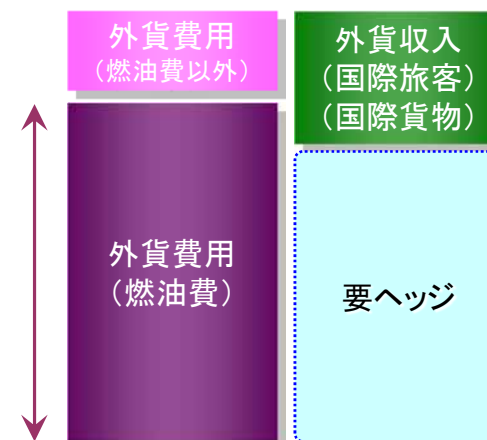 外貨費用
（燃油費以外）
外貨収入
（国際旅客）
（国際貨物）
外貨費用
（燃油費）
要ヘッジ